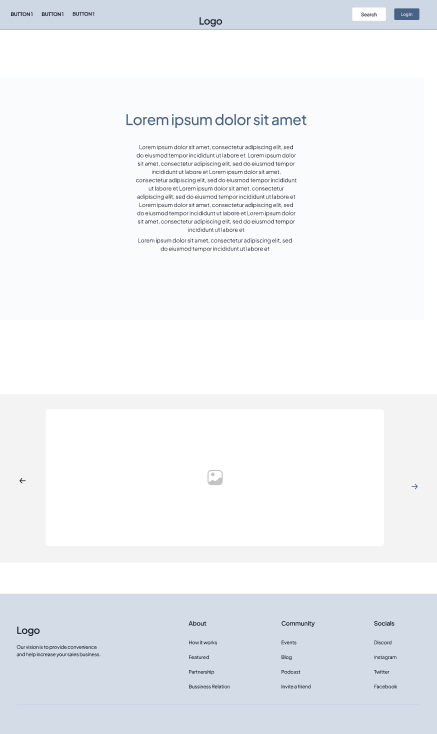 BUTTON 1 BUTTON 1 BUTTON 1 Logo Search Login
Lorem ipsum dolor sit amet
Lorem ipsum dolor sit amet, consectetur adipiscing elit, sed
do eiusmod tempor incididunt ut labore et Lorem ipsum dolor
sit amet, consectetur adipiscing elit, sed do eiusmod tempor
incididunt ut labore et Lorem ipsum dolor sit amet,
consectetur adipiscing elit, sed do eiusmod tempor incididunt
ut labore et Lorem ipsum dolor sit amet, consectetur
adipiscing elit, sed do eiusmod tempor incididunt ut labore et
Lorem ipsum dolor sit amet, consectetur adipiscing elit, sed
do eiusmod tempor incididunt ut labore et Lorem ipsum dolor
sit amet, consectetur adipiscing elit, sed do eiusmod tempor
incididunt ut labore et
Lorem ipsum dolor sit amet, consectetur adipiscing elit, sed
do eiusmod tempor incididunt ut labore et
Logo
Our vision is to provide convenience
and help increase your sales business.
About
How it works
Featured
Partnership
Bussiness Relation
Community
Events
Blog
Podcast
Invite a friend
Socials
Discord
Instagram
Twitter
Facebook